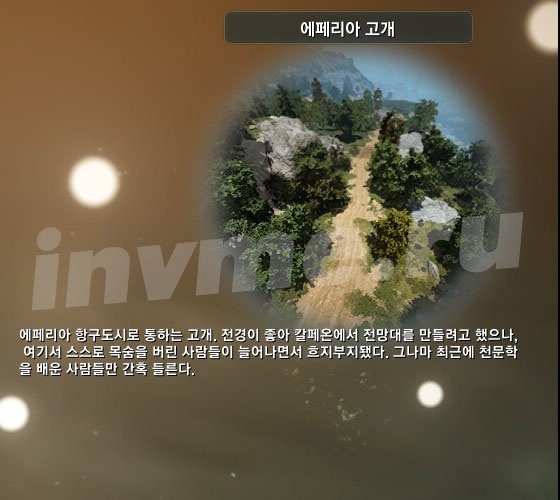 에페리아 고개
invme.ru
에페리아 항구도시로 통하는 고개. 전경이 좋아 칼페온에서 전망대를 만들려고 했으나,
여기서 스스로 목숨을 버린 사람들이 늘어나면서 흐지부지됐다. 그나마 최근에 천문학
을 배운 사람들만 간혹 들른다.